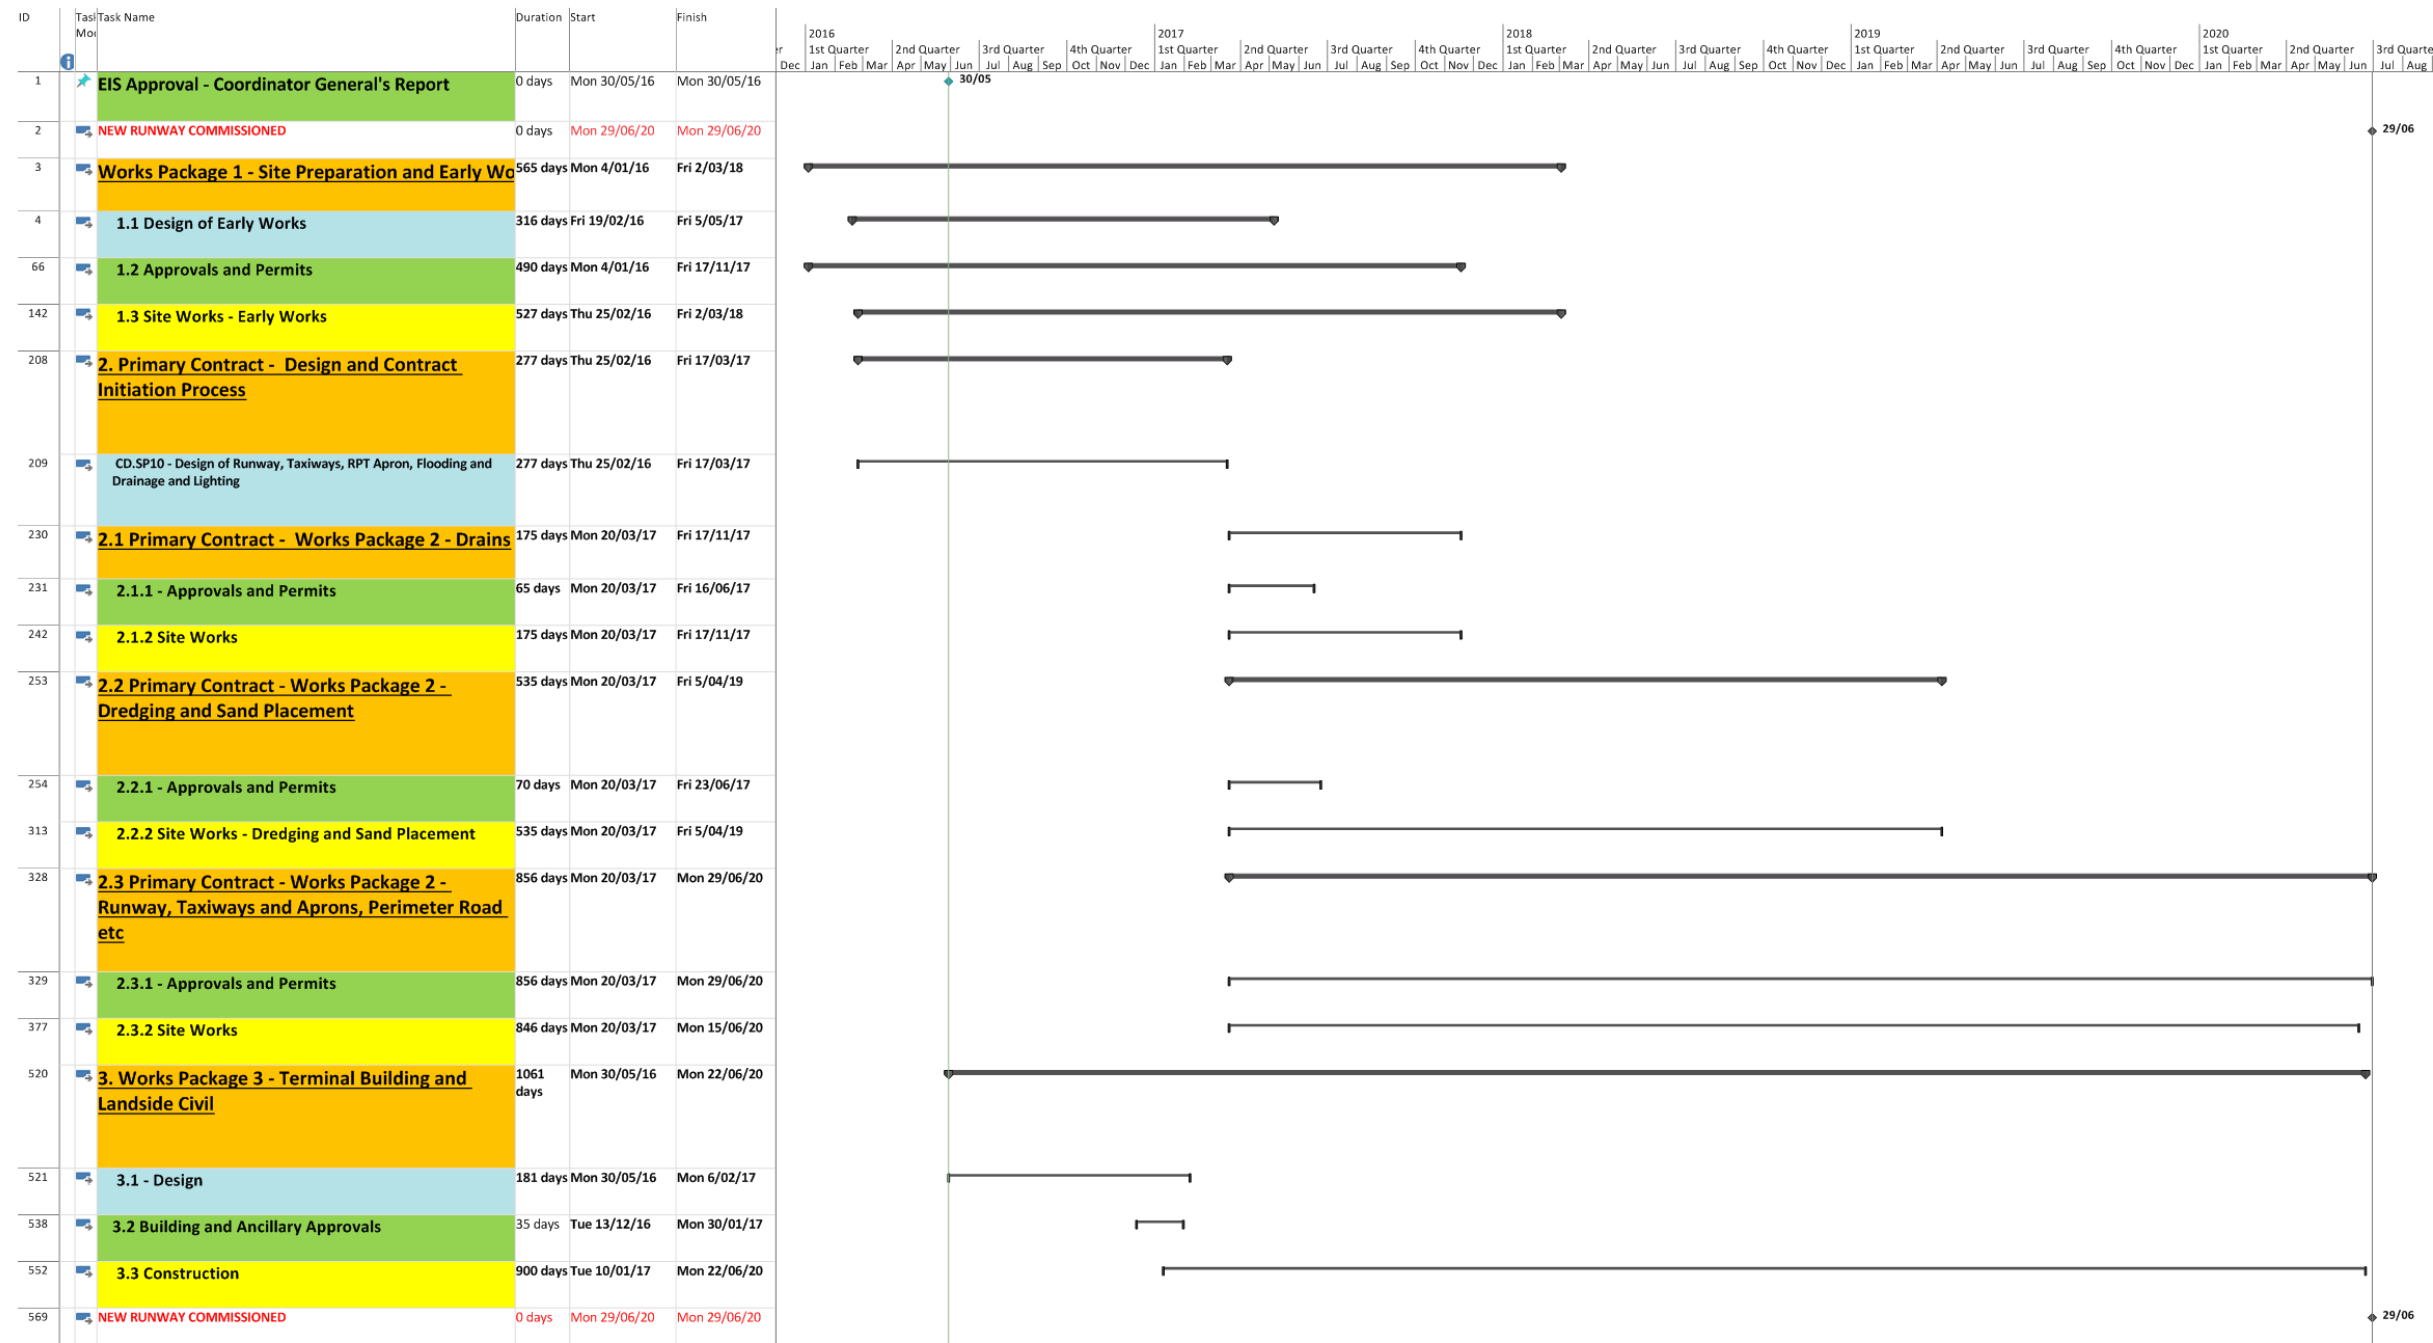 ID Task Name Duration Start Finish
2016 2017 2018 2019 2020
1st Quarter 2nd Quarter 3rd Quarter 4th Quarter 1st Quarter 2nd Quarter 3rd Quarter 4th Quarter 1st Quarter 2nd Quarter 3rd Quarter 4th Quarter 1st Quarter 2nd Quarter 3rd Quarter 4th Quarter 1st Quarter 2nd Quarter 3rd Quarte
Dec Jan Feb Mar Apr May Jun Jul Aug Sep Oct Nov Dec Jan Feb Mar Apr May Jun Jul Aug Sep Oct Nov Dec Jan Feb Mar Apr May Jun Jul Aug Sep Oct Nov Dec Jan Feb Mar Apr May Jun Jul Aug Sep Oct Nov Dec Jan Feb Mar Apr May Jun Jul Aug
1 EIS Approval - Coordinator General's Report 0 days Mon 30/05/16 Mon 30/05/16 30/05
2 NEW RUNWAY COMMISSIONED 0 days Mon 29/06/20 Mon 29/06/20 29/06
3 Works Package 1 - Site Preparation and Early Wo 565 days Mon 4/01/16 Fri 2/03/18
4 1.1 Design of Early Works 316 days Fri 19/02/16 Fri 5/05/17
66 1.2 Approvals and Permits 490 days Mon 4/01/16 Fri 17/11/17
142 1.3 Site Works - Early Works 527 days Thu 25/02/16 Fri 2/03/18
208 2. Primary Contract - Design and Contract 277 days Thu 25/02/16 Fri 17/03/17
Initiation Process
209 CD.SP10 - Design of Runway, Taxiways, RPT Apron, Flooding and 277 days Thu 25/02/16 Fri 17/03/17
Drainage and Lighting
230 2.1 Primary Contract - Works Package 2 - Drains 175 days Mon 20/03/17 Fri 17/11/17
231 2.1.1 - Approvals and Permits 65 days Mon 20/03/17 Fri 16/06/17
242 2.1.2 Site Works 175 days Mon 20/03/17 Fri 17/11/17
253 2.2 Primary Contract - Works Package 2 - 535 days Mon 20/03/17 Fri 5/04/19
Dredging and Sand Placement
254 2.2.1 - Approvals and Permits 70 days Mon 20/03/17 Fri 23/06/17
313 2.2.2 Site Works - Dredging and Sand Placement 535 days Mon 20/03/17 Fri 5/04/19
328 2.3 Primary Contract - Works Package 2 - 856 days Mon 20/03/17 Mon 29/06/20
Runway, Taxiways and Aprons, Perimeter Road
etc
329 2.3.1 - Approvals and Permits 856 days Mon 20/03/17 Mon 29/06/20
377 2.3.2 Site Works 846 days Mon 20/03/17 Mon 15/06/20
520 3. Works Package 3 - Terminal Building and 1061 Mon 30/05/16 Mon 22/06/20
Landside Civil days
521 3.1 - Design 181 days Mon 30/05/16 Mon 6/02/17
538 3.2 Building and Ancillary Approvals 35 days Tue 13/12/16 Mon 30/01/17
552 3.3 Construction 900 days Tue 10/01/17 Mon 22/06/20
569 NEW RUNWAY COMMISSIONED 0 days Mon 29/06/20 Mon 29/06/20 29/06